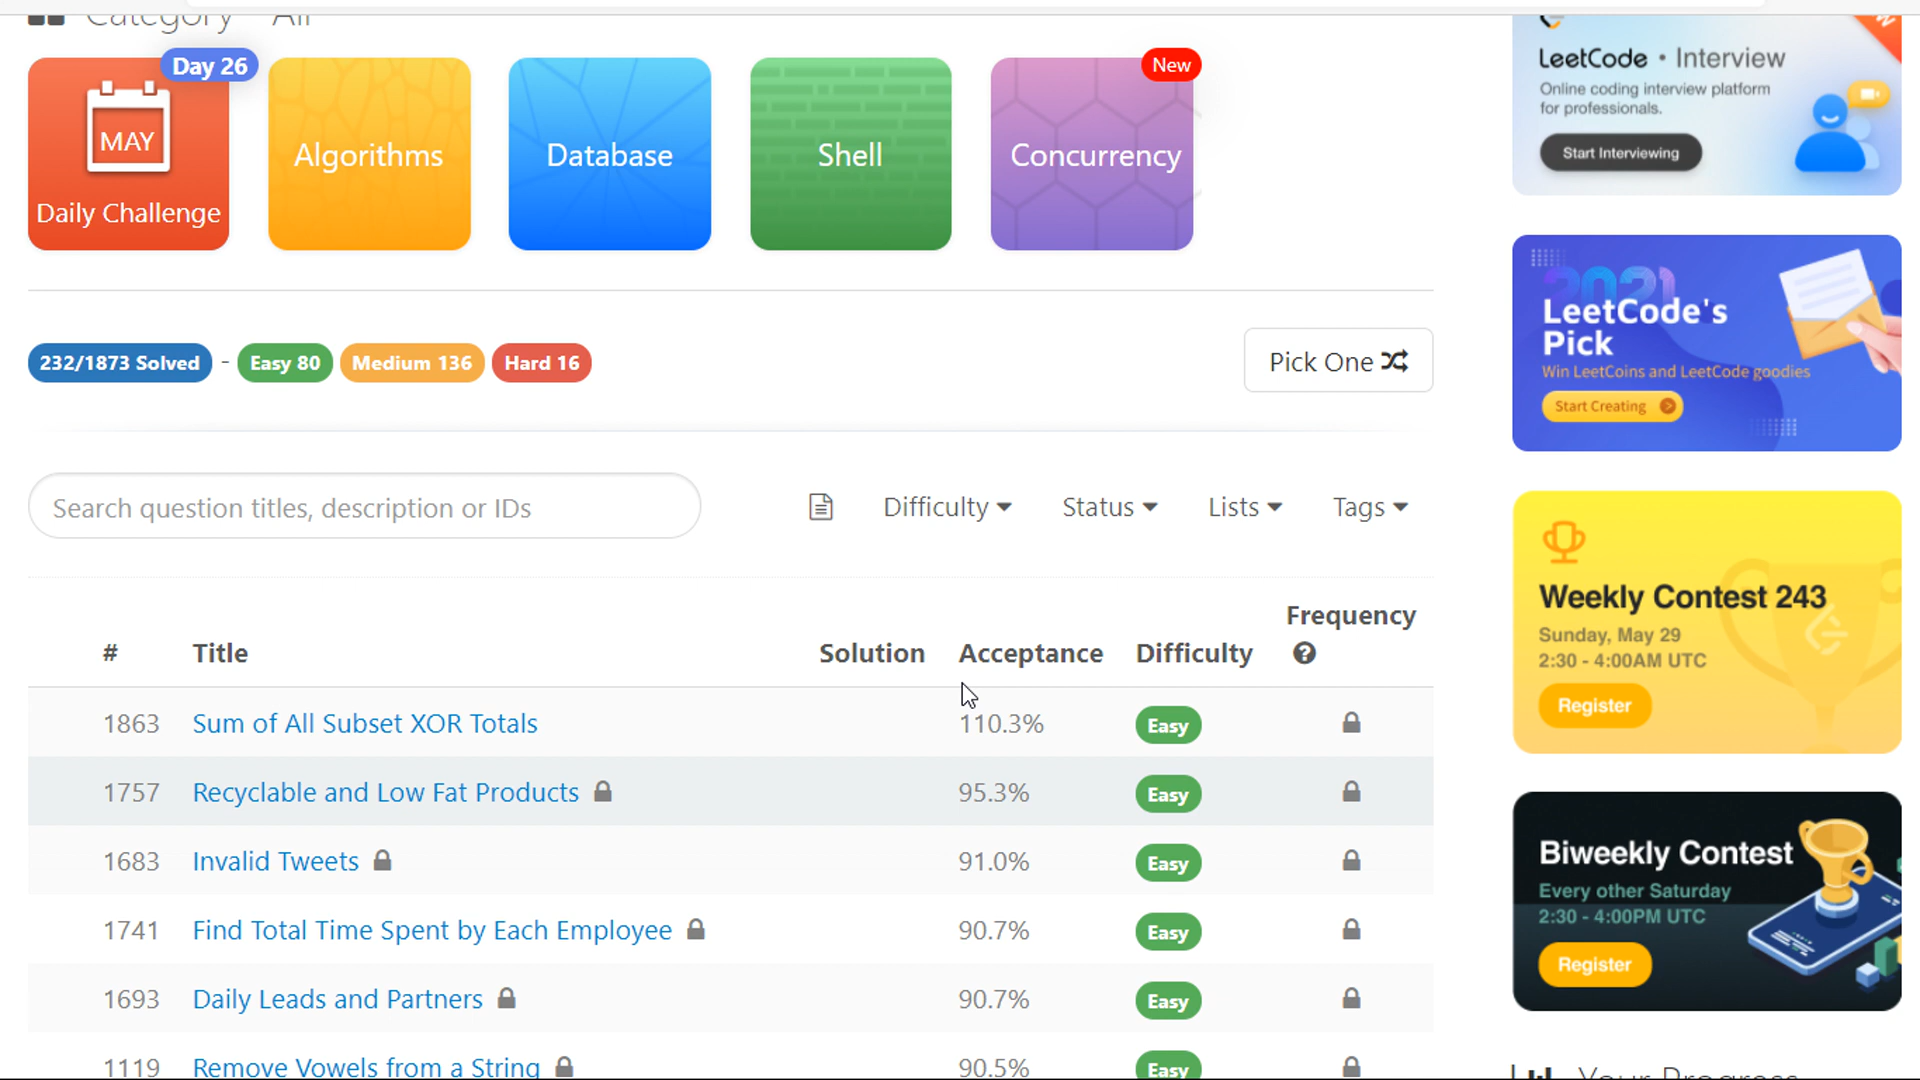 Category - All
Day 26
MAY
Daily Challenge
Algorithms
Database
Shell
New
Concurrency
232/1873 Solved - Easy 80 Medium 136 Hard 16
Pick One
Search question titles, description or IDs
Difficulty Status Lists Tags
# Title Solution Acceptance Difficulty Frequency
1863 Sum of All Subset XOR Totals 110.3% Easy
1757 Recyclable and Low Fat Products 95.3% Easy
1683 Invalid Tweets 91.0% Easy
1741 Find Total Time Spent by Each Employee 90.7% Easy
1693 Daily Leads and Partners 90.7% Easy
1119 Remove Vowels from a String 90.5% Easy
LeetCode • Interview
Online coding interview platform
for professionals.
Start Interviewing
2021
LeetCode's
Pick
Win LeetCoins and LeetCode goodies
Start Creating
Weekly Contest 243
Sunday, May 29
2:30 - 4:00AM UTC
Register
Biweekly Contest
Every other Saturday
2:30 - 4:00PM UTC
Register
Your Progress